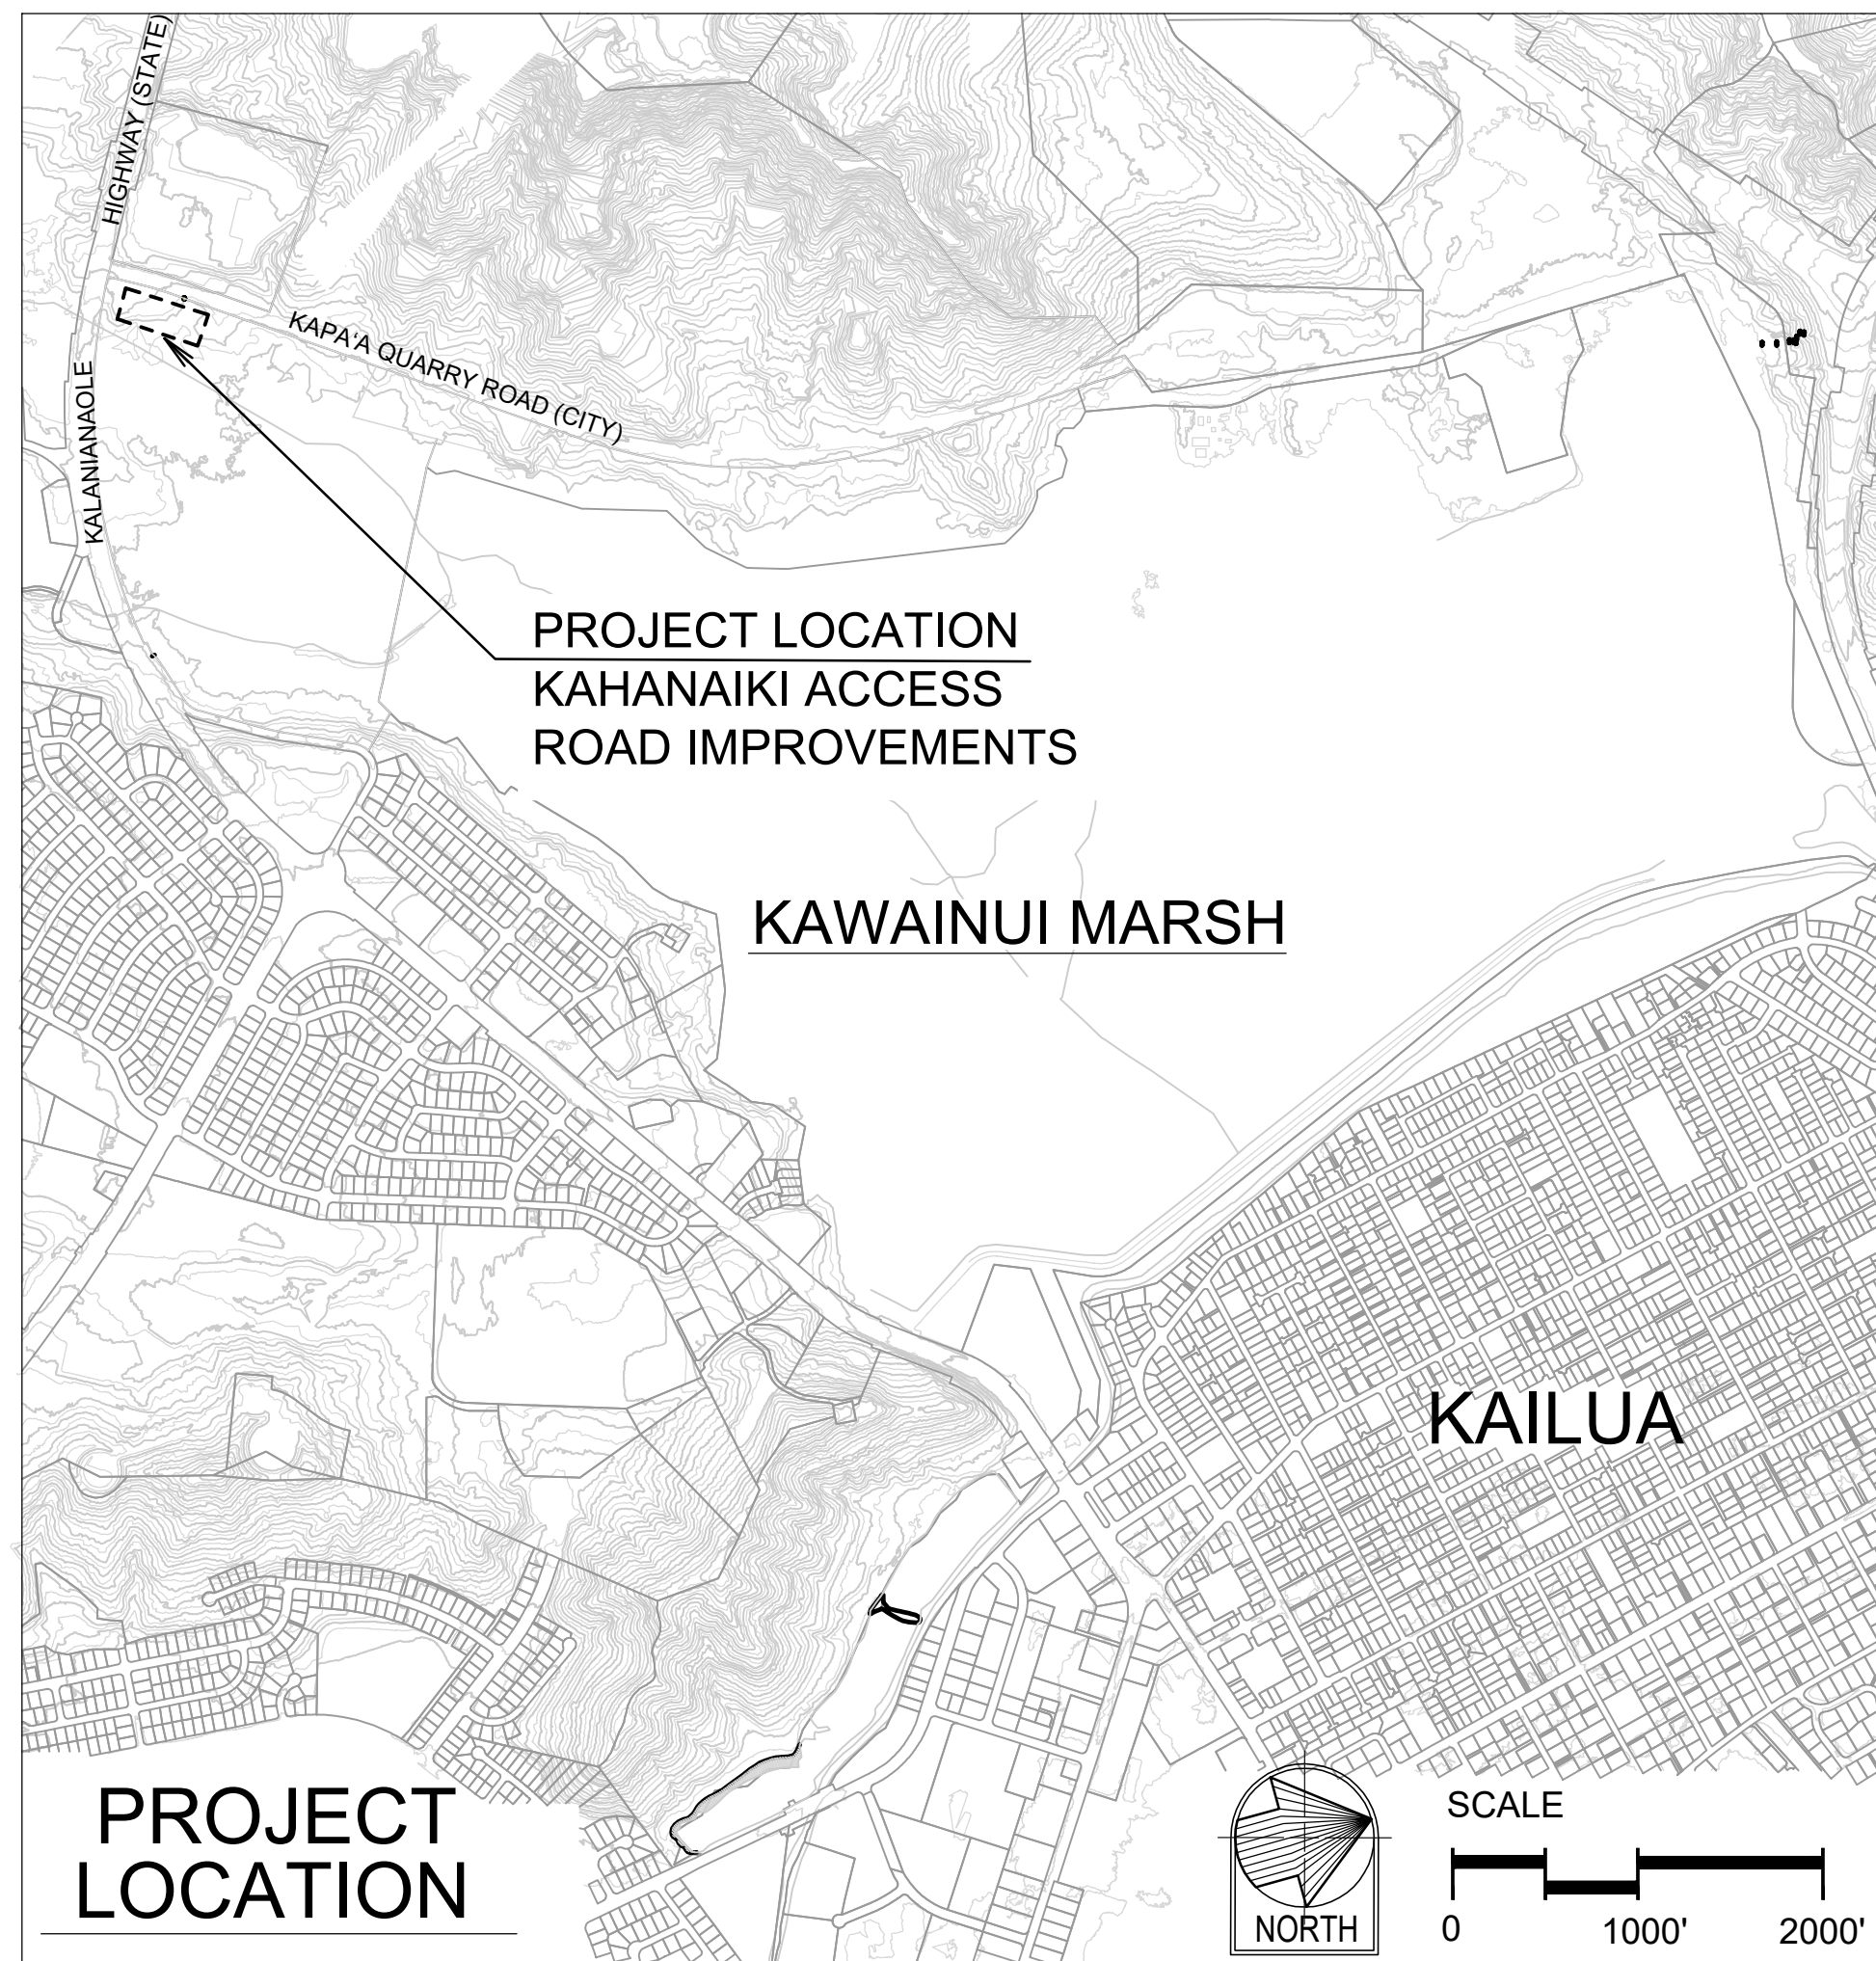 HIGHWAY (STATE)
KALANIANAOLE
KAPA'A QUARRY ROAD (CITY)
PROJECT LOCATION
KAHANAIKI ACCESS
ROAD IMPROVEMENTS
KAWAINUI MARSH
KAILUA
PROJECT
LOCATION
NORTH
SCALE
0 1000' 2000'